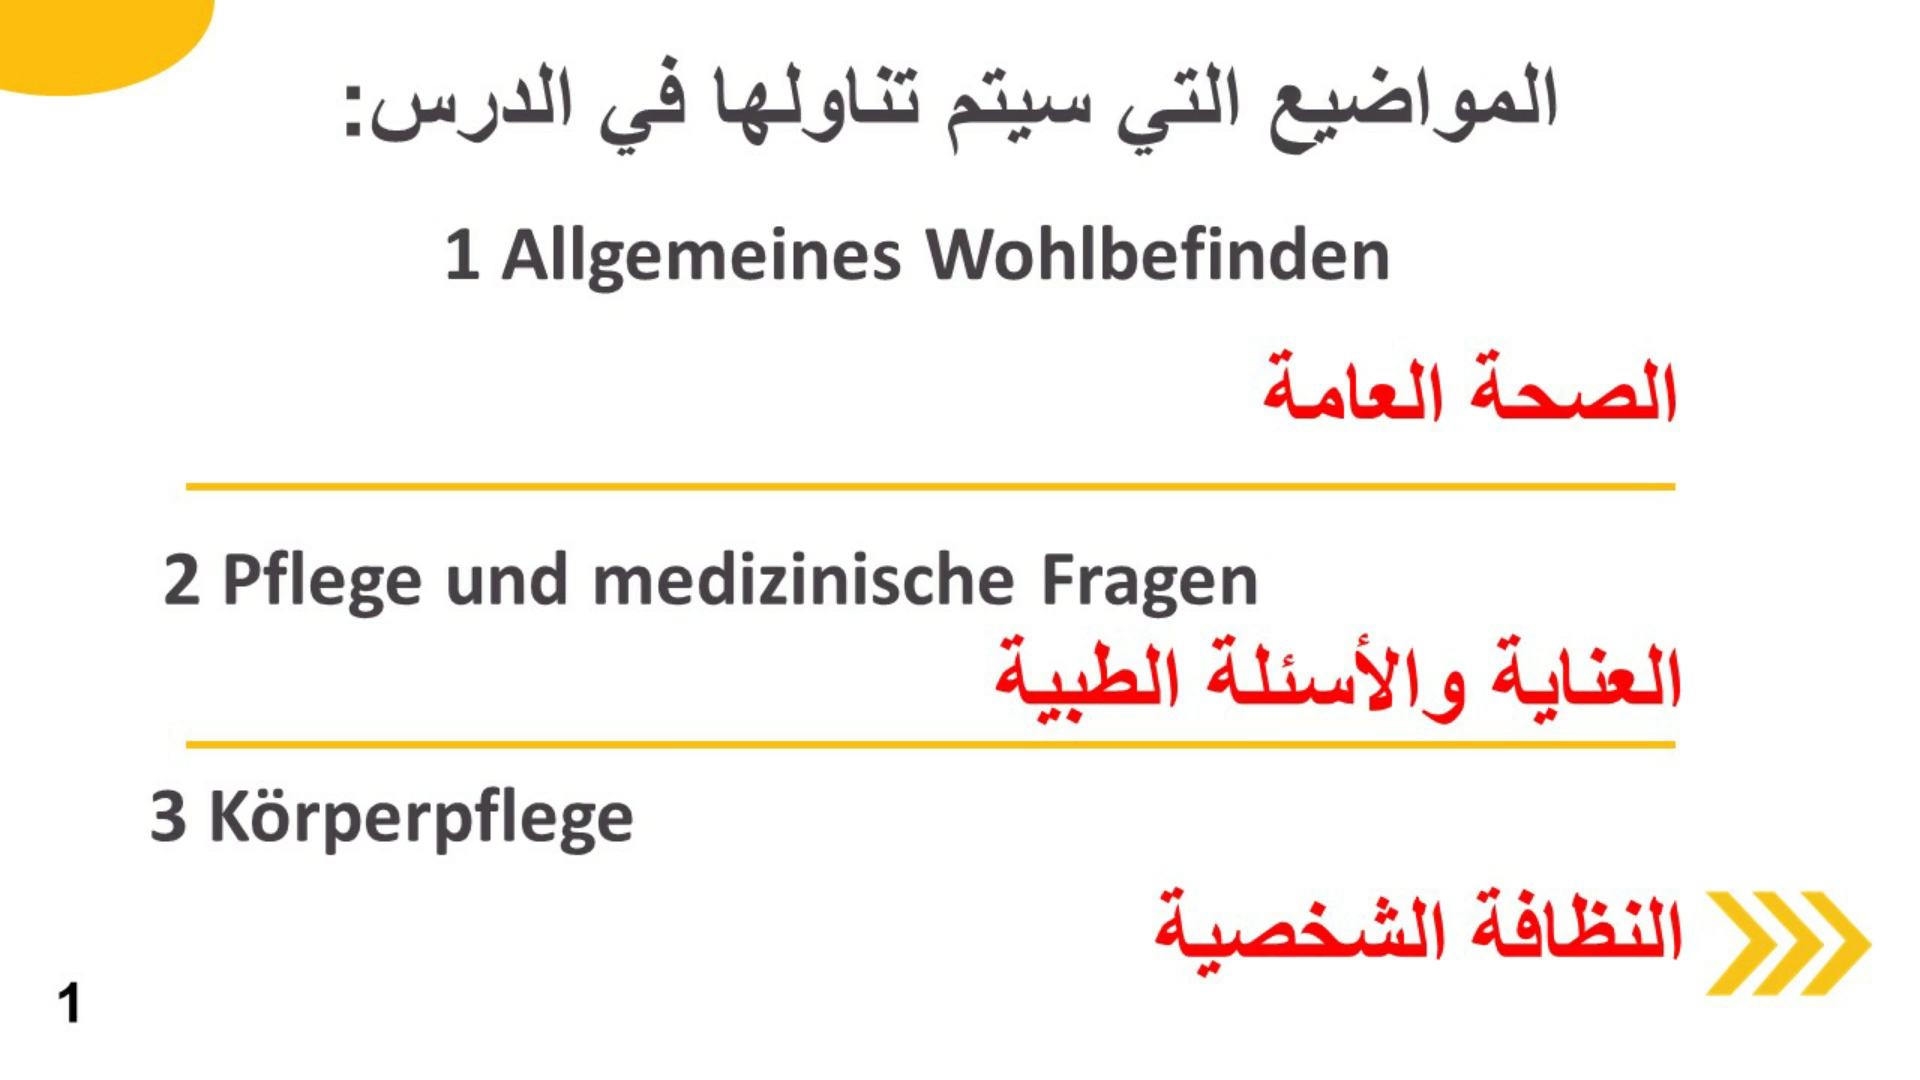 المواضيع التي سيتم تناولها في الدرس:
1 Allgemeines Wohlbefinden
الصحة العامة
2 Pflege und medizinische Fragen
العناية والأسئلة الطبية
3 Körperpflege
النظافة الشخصية
1